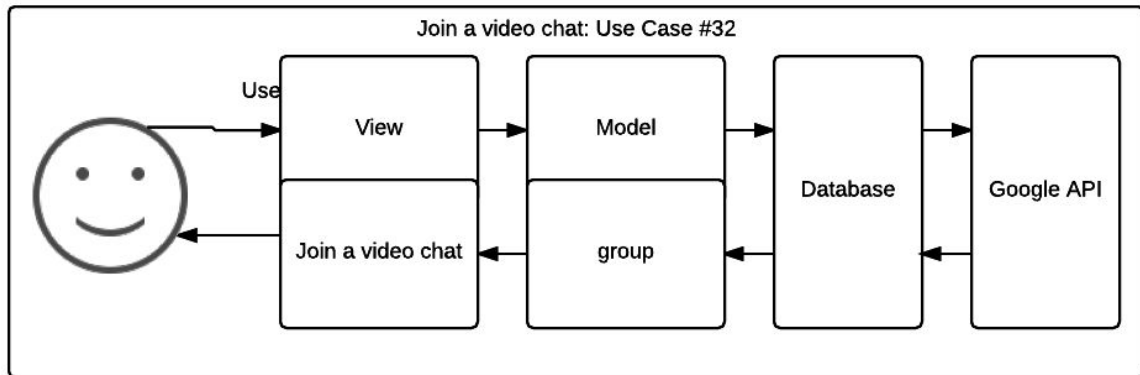 Join a video chat: Use Case #32
Use
View
Model
Database
Google API
Join a video chat
group